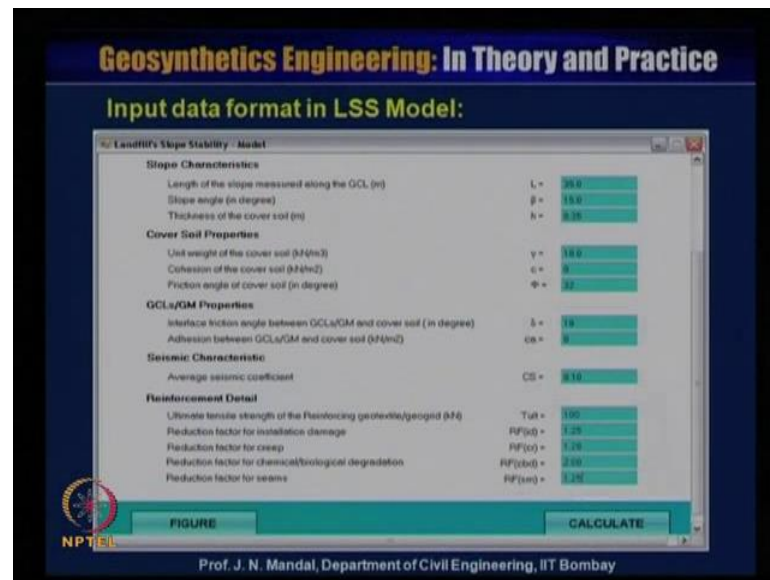 Geosynthetics Engineering: In Theory and Practice
Input data format in LSS Model:
Landfill's Slope Stability - Model
Slope Characteristics
Length of the slope measured along the GCL (m) L =
Slope angle (in degree) β = 15.0
Thickness of the cover soil (m) h =
Cover Soil Properties
Unit weight of the cover soil (kN/m3) γ = 18.0
Cohesion of the cover soil (kN/m2) c = 0
Friction angle of cover soil (in degree) Φ = 32
GCLs/GM Properties
Interface friction angle between GCLs/GM and cover soil ( in degree) δ =
Adhesion between GCLs/GM and cover soil (kN/m2) ca = 0
Seismic Characteristic
Average seismic coefficient CS = 0.10
Reinforcement Detail
Ultimate tensile strength of the Reinforcing geotextile/geogrid (kN) Tult = 100
Reduction factor for installation damage RF(id) = 1.25
Reduction factor for creep RF(cr) =
Reduction factor for chemical/biological degradation RF(cbd) = 2.00
Reduction factor for seams RF(sm) = 1.25
FIGURE CALCULATE
NPTEL
Prof. J. N. Mandal, Department of Civil Engineering, IIT Bombay